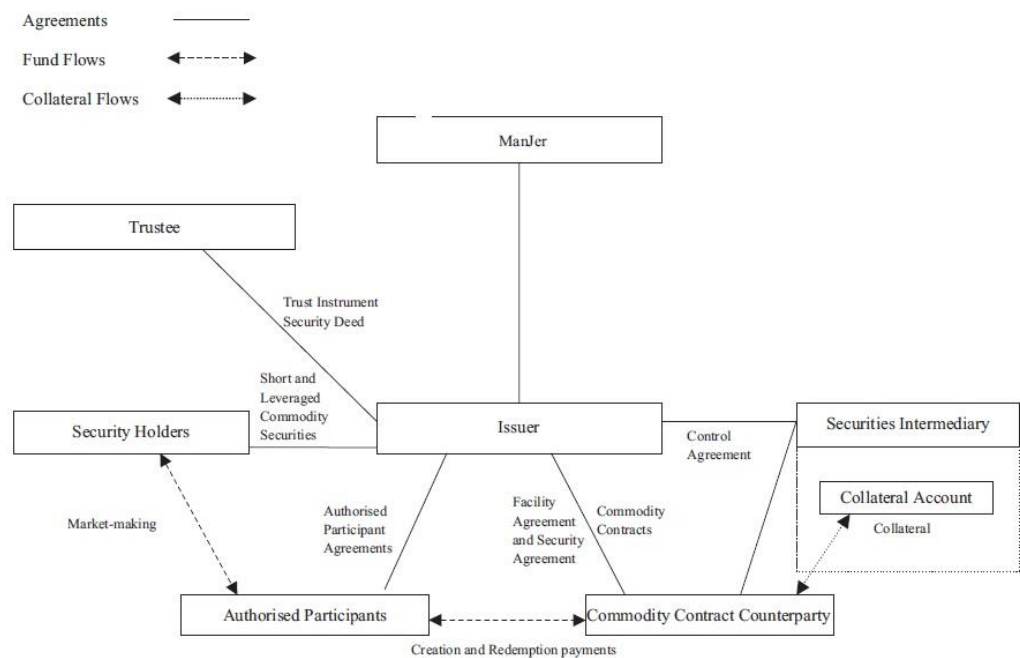 Agreements
Fund Flows
Collateral Flows
ManJer
Trustee
Trust Instrument
Security Deed
Short and
Leveraged
Commodity
Securities
Security Holders
Issuer
Securities Intermediary
Control
Agreement
Collateral Account
Collateral
Market-making
Authorised
Participant
Agreements
Facility
Agreement
and Security
Agreement
Commodity
Contracts
Authorised Participants
Commodity Contract Counterparty
Creation and Redemption payments